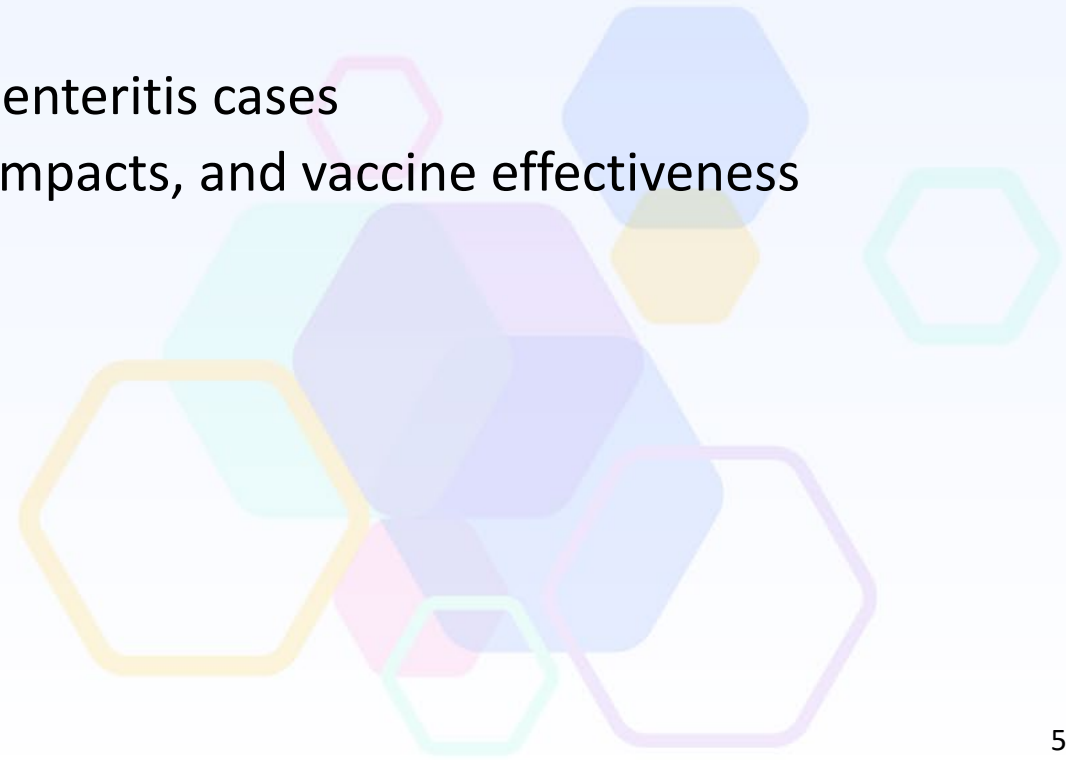 enteritis cases
mpacts, and vaccine effectiveness
5